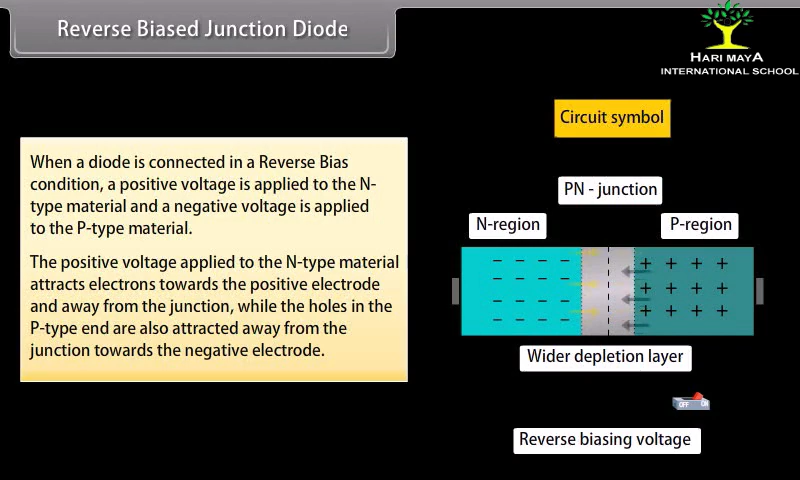 Reverse Biased Junction Diode
HARI MAYA
INTERNATIONAL SCHOOL
Circuit symbol
When a diode is connected in a Reverse Bias
condition, a positive voltage is applied to the N-
type material and a negative voltage is applied
to the P-type material.
The positive voltage applied to the N-type material
attracts electrons towards the positive electrode
and away from the junction, while the holes in the
P-type end are also attracted away from the
junction towards the negative electrode.
PN - junction
N-region
P-region
Wider depletion layer
OFF ON
Reverse biasing voltage